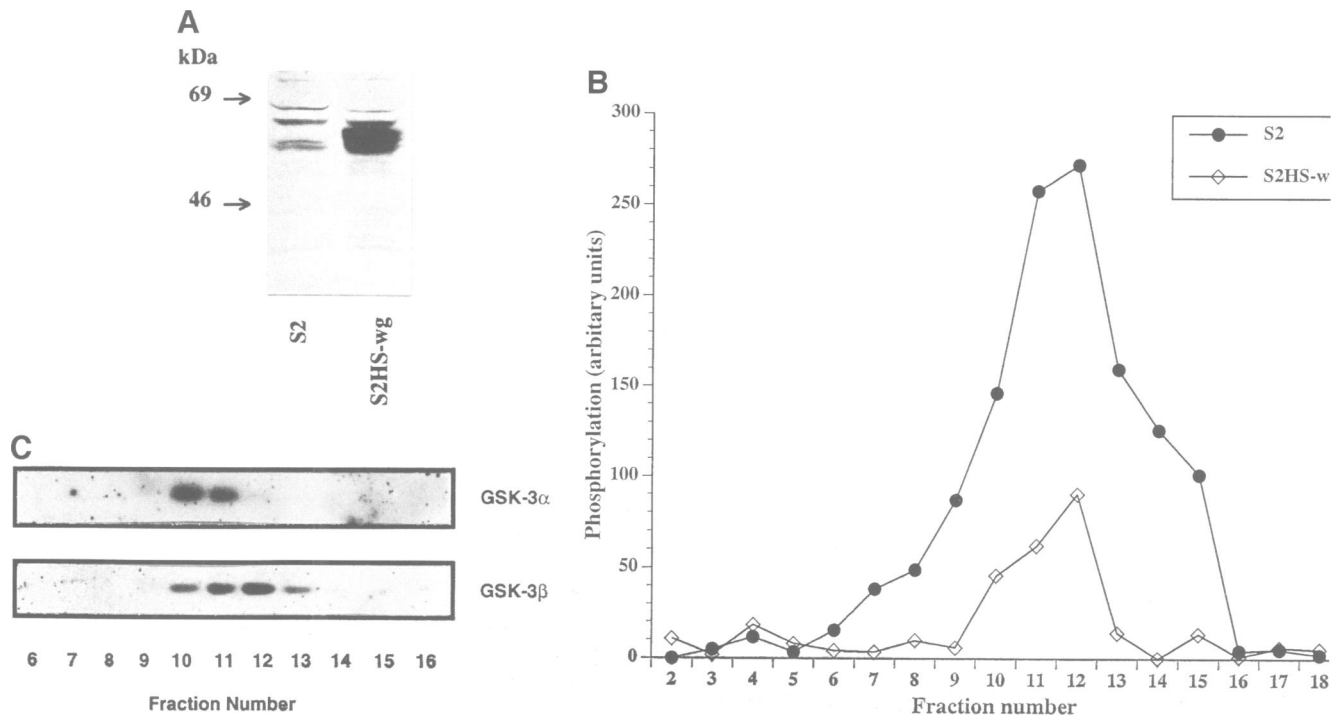 A
kDa
69
46
S2
S2HS-wg
B
300
250
200
150
100
50
0
Phosphorylation (arbitary units)
S2
S2HS-w
2 3 4 5 6 7 8 9 10 11 12 13 14 15 16 17 18
Fraction number
C
GSK-3α
GSK-3β
6 7 8 9 10 11 12 13 14 15 16
Fraction Number